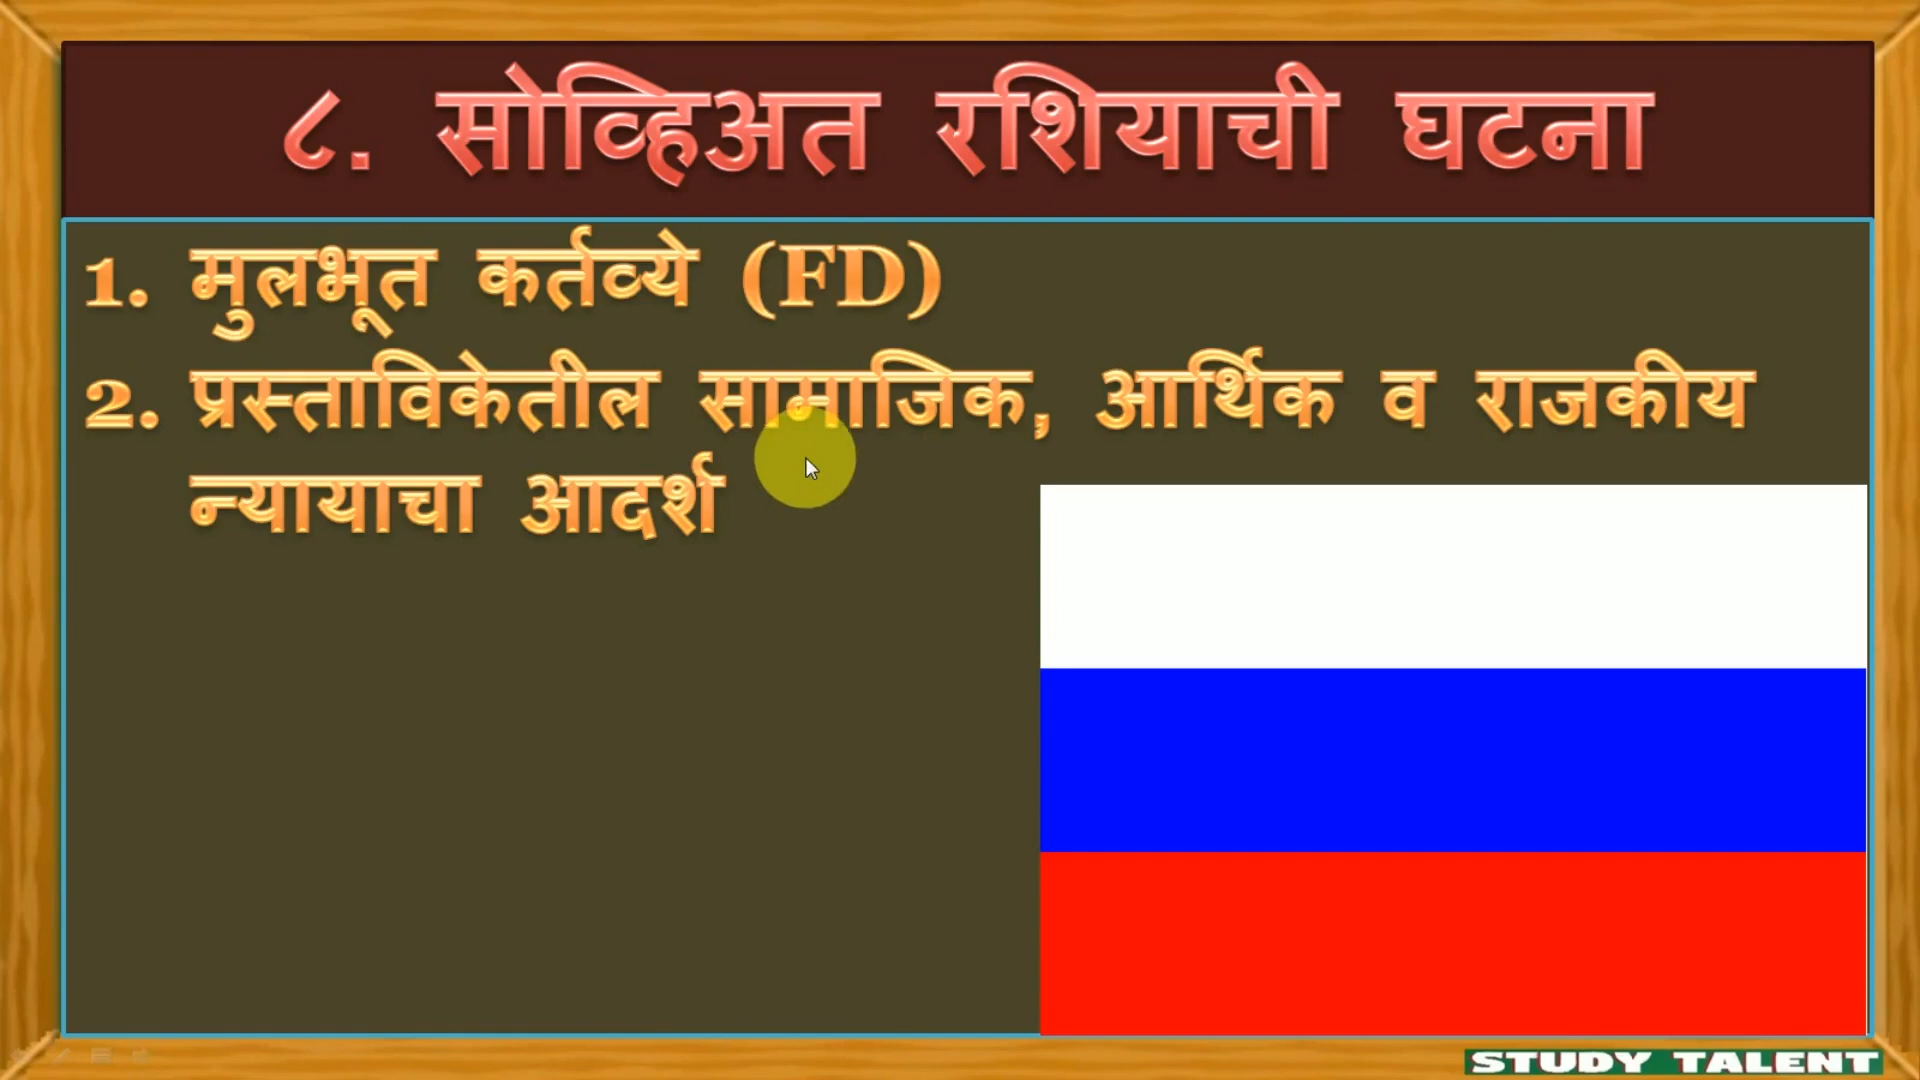 ८. सोव्हिअत रशियाची घटना
1. मुलभूत कर्तव्ये (FD)
2. प्रस्ताविकेतील सामाजिक, आर्थिक व राजकीय
न्यायाचा आदर्श
STUDY TALENT